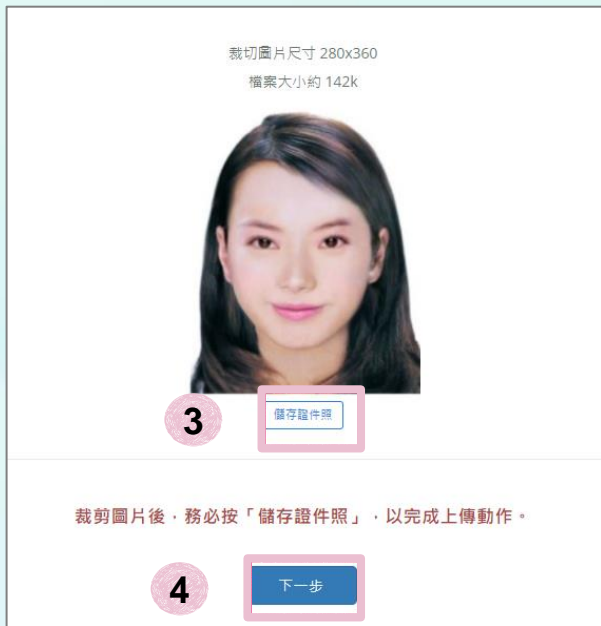 裁切圖片尺寸 280x360
檔案大小約 142k
3
儲存證件照
裁剪圖片後，務必按「儲存證件照」，以完成上傳動作。
4
下一步